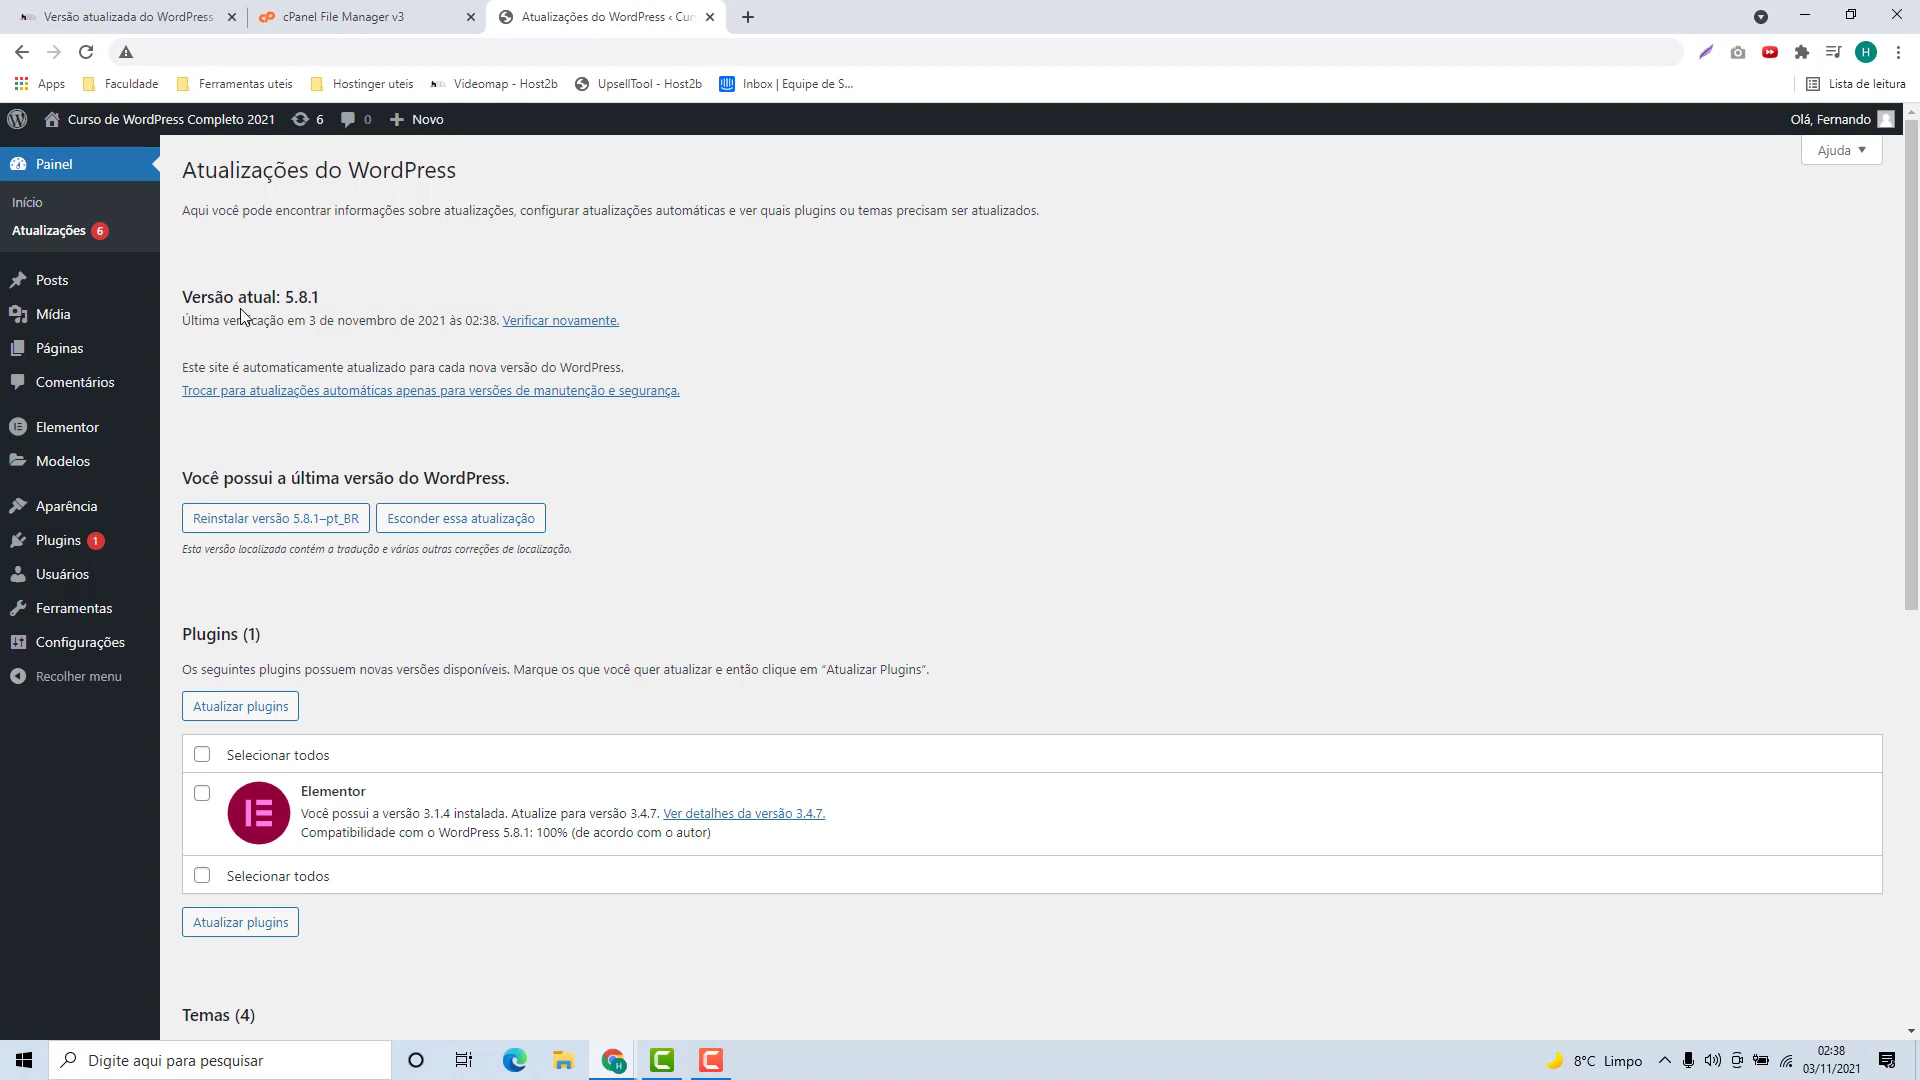 Versão atualizada do WordPress
cPanel File Manager v3
Atualizações do WordPress ‹ Cur
H
Apps
Faculdade
Ferramentas uteis
Hostinger uteis
Videomap - Host2b
UpsellTool - Host2b
Inbox | Equipe de S...
Lista de leitura
Curso de WordPress Completo 2021
6
0
Novo
Olá, Fernando
Ajuda
Painel
Início
Atualizações 6
Posts
Mídia
Páginas
Comentários
Elementor
Modelos
Aparência
Plugins 1
Usuários
Ferramentas
Configurações
Recolher menu
Atualizações do WordPress
Aqui você pode encontrar informações sobre atualizações, configurar atualizações automáticas e ver quais plugins ou temas precisam ser atualizados.
Versão atual: 5.8.1
Última verificação em 3 de novembro de 2021 às 02:38. Verificar novamente.
Este site é automaticamente atualizado para cada nova versão do WordPress.
Trocar para atualizações automáticas apenas para versões de manutenção e segurança.
Você possui a última versão do WordPress.
Reinstalar versão 5.8.1–pt_BR
Esconder essa atualização
Esta versão localizada contém a tradução e várias outras correções de localização.
Plugins (1)
Os seguintes plugins possuem novas versões disponíveis. Marque os que você quer atualizar e então clique em “Atualizar Plugins”.
Atualizar plugins
Selecionar todos
Elementor
Você possui a versão 3.1.4 instalada. Atualize para versão 3.4.7. Ver detalhes da versão 3.4.7.
Compatibilidade com o WordPress 5.8.1: 100% (de acordo com o autor)
Selecionar todos
Atualizar plugins
Temas (4)
Digite aqui para pesquisar
8°C Limpo
02:38
03/11/2021